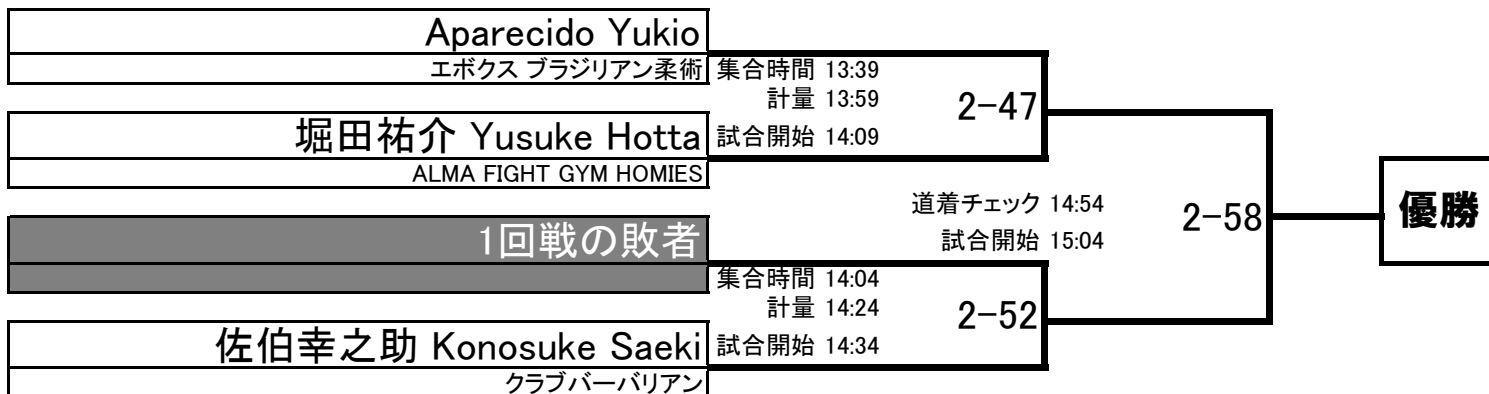 Aparecido Yukio
エボクス ブラジリアン柔術
集合時間 13:39
計量 13:59
2-47
堀田祐介 Yusuke Hotta
試合開始 14:09
ALMA FIGHT GYM HOMIES
道着チェック 14:54
2-58
優勝
1回戦の敗者
試合開始 15:04
集合時間 14:04
計量 14:24
2-52
佐伯幸之助 Konosuke Saeki
試合開始 14:34
クラブバーバリアン